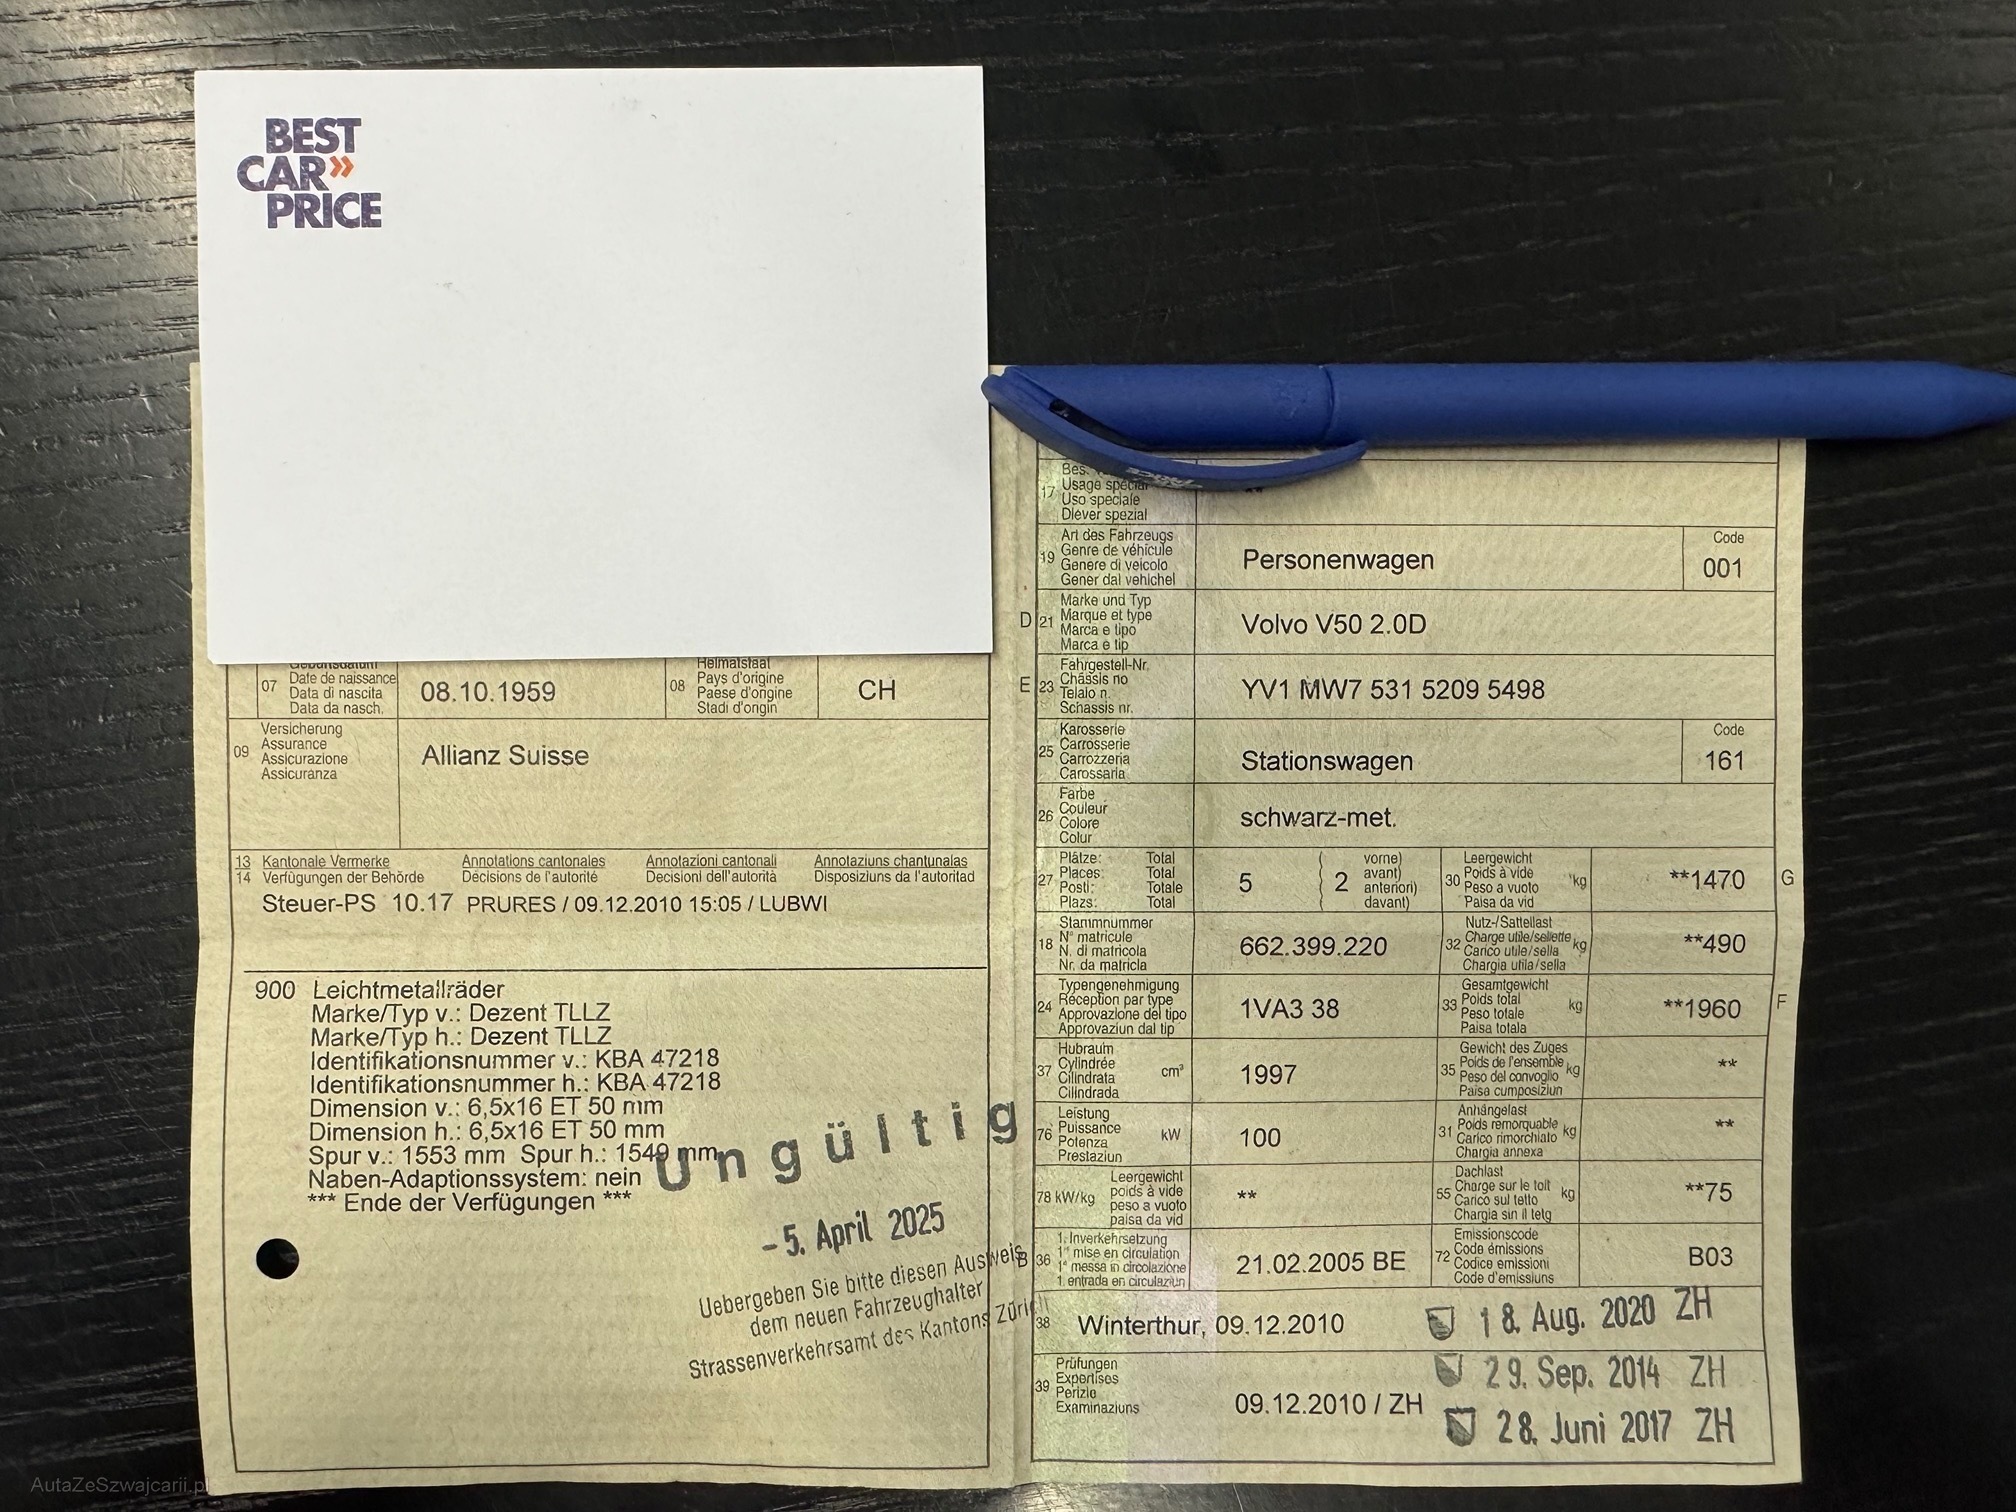 BEST
CAR»
PRICE
Date de naissance
07 Data di nascita 08.10.1959
Data da nasch.
Heimatstaat
Pays d'origine
08 Paese d'origine CH
Stadi d'origin
Versicherung
09 Assurance Allianz Suisse
Assicurazione
Assicuranza
13 Kantonale Vermerke Annotations cantonales Annotazioni cantonali Annotaziuns chantunalas
14 Verfügungen der Behörde Décisions de l'autorité Decisioni dell'autorità Disposiziuns da l'autoritad
Steuer-PS 10.17 PRURES / 09.12.2010 15:05 / LUBWI
900 Leichtmetallräder
Marke/Typ v.: Dezent TLLZ
Marke/Typ h.: Dezent TLLZ
Identifikationsnummer v.: KBA 47218
Identifikationsnummer h.: KBA 47218
Dimension v.: 6,5x16 ET 50 mm
Dimension h.: 6,5x16 ET 50 mm
Spur v.: 1553 mm Spur h.: 1549 mm
Naben-Adaptionssystem: nein
*** Ende der Verfügungen ***
Ungültig
- 5. April 2025
Uebergeben Sie bitte diesen Ausweis
dem neuen Fahrzeughalter
Strassenverkehrsamt des Kantons Zürich
Bes.
17 Usage spécial **
Uso speciale
Diever spezial
Art des Fahrzeugs Code
19 Genre de véhicule Personenwagen 001
Genere di veicolo
Gener dal vehichel
Marke und Typ
D 21 Marque et type Volvo V50 2.0D
Marca e tipo
Marca e tip
Fahrgestell-Nr.
E 23 Châssis no YV1 MW7 531 5209 5498
Telaio n.
Schassis nr.
Karosserie Code
25 Carrosserie Stationswagen 161
Carrozzeria
Carossaria
Farbe
26 Couleur schwarz-met.
Colore
Colur
Plätze: Total vorne)
27 Places: Total 5 ( 2 avant)
Posti: Totale anteriori)
Plazs: Total davant)
Leergewicht
30 Poids à vide kg **1470 G
Peso a vuoto
Paisa da vid
Stammnummer
18 N° matricule 662.399.220
N. di matricola
Nr. da matricla
Nutz-/Sattellast
32 Charge utile/sellette kg **490
Carico utile/sella
Chargia utila/sella
Typengenehmigung
24 Réception par type 1VA3 38
Approvazione del tipo
Approvaziun dal tip
Gesamtgewicht
33 Poids total kg **1960 F
Peso totale
Paisa totala
Hubraum
37 Cylindrée cm³ 1997
Cilindrata
Cilindrada
Gewicht des Zuges
35 Poids de l'ensemble kg **
Peso del convoglio
Paisa cumposiziun
Leistung
76 Puissance kW 100
Potenza
Prestaziun
Anhängelast
31 Poids remorquable kg **
Carico rimorchiato
Chargia annexa
Leergewicht
78 kW/kg poids à vide **
peso a vuoto
paisa da vid
Dachlast
55 Charge sur le toit kg **75
Carico sul tetto
Chargia sin il tetg
1. Inverkehrsetzung
B 36 1re mise en circulation 21.02.2005 BE
1a messa in circolazione
1. entrada en circulaziun
Emissionscode
72 Code émissions B03
Codice emissioni
Code d'emissiuns
38 Winterthur, 09.12.2010 18. Aug. 2020 ZH
Prüfungen 29. Sep. 2014 ZH
39 Expertises
Perizie 09.12.2010 / ZH
Examinaziuns 28. Juni 2017 ZH